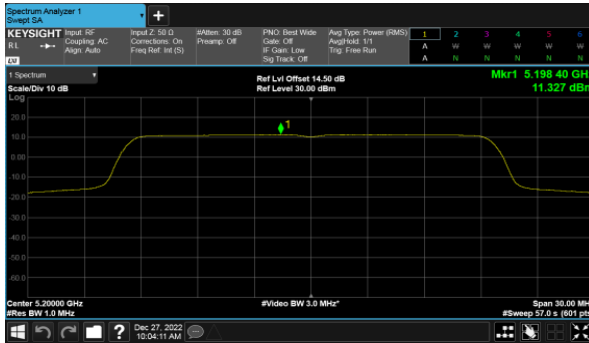 Spectrum Analyzer 1
Swept SA
+
KEYSIGHT
RL
Input: RF
Coupling: AC
Align: Auto
Input Z: 50 Ω
Corrections: On
Freq Ref: Int (S)
#Atten: 30 dB
Preamp: Off
PNO: Best Wide
Gate: Off
IF Gain: Low
Sig Track: Off
Avg Type: Power (RMS)
Avg|Hold: 1/1
Trig: Free Run
1 2 3 4 5 6
A W W W W W
A N N N N N
LW
1 Spectrum
Scale/Div 10 dB
Ref Lvl Offset 14.50 dB
Ref Level 30.00 dBm
Mkr1 5.198 40 GH
11.327 dBm
Log
1
20.0
10.0
0.00
-10.0
-20.0
-30.0
-40.0
-50.0
-60.0
Center 5.20000 GHz
#Res BW 1.0 MHz
#Video BW 3.0 MHz*
Span 30.00 MH
#Sweep 57.0 s (601 pts
?
Dec 27, 2022
10:04:11 AM